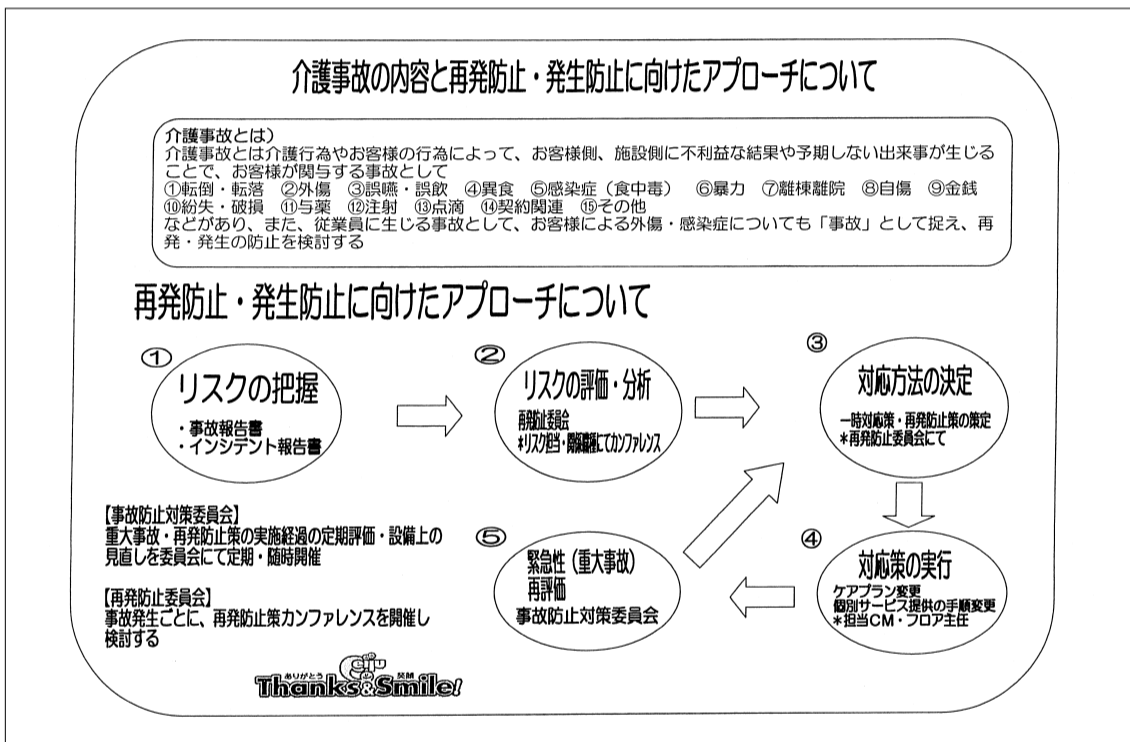 介護事故の内容と再発防止・発生防止に向けたアプローチについて
介護事故とは）
介護事故とは介護行為やお客様の行為によって、お客様側、施設側に不利益な結果や予期しない出来事が生じる
ことで、お客様が関与する事故として
①転倒・転落　②外傷　③誤嚥・誤飲　④異食　⑤感染症（食中毒）　⑥暴力　⑦離棟離院　⑧自傷　⑨金銭
⑩紛失・破損　⑪与薬　⑫注射　⑬点滴　⑭契約関連　⑮その他
などがあり、また、従業員に生じる事故として、お客様による外傷・感染症についても「事故」として捉え、再
発・発生の防止を検討する
再発防止・発生防止に向けたアプローチについて
①
リスクの把握
・事故報告書
・インシデント報告書
②
リスクの評価・分析
再発防止委員会
＊リスク担当・関係職種にてカンファレンス
③
対応方法の決定
一時対応策・再発防止策の策定
＊再発防止委員会にて
④
対応策の実行
ケアプラン変更
個別サービス提供の手順変更
＊担当ＣＭ・フロア主任
⑤
緊急性（重大事故）
再評価
事故防止対策委員会
【事故防止対策委員会】
重大事故・再発防止策の実施経過の定期評価・設備上の
見直しを委員会にて定期・随時開催
【再発防止委員会】
事故発生ごとに、再発防止策カンファレンスを開催し
検討する
ありがとう　笑顔
Thanks&Smile!